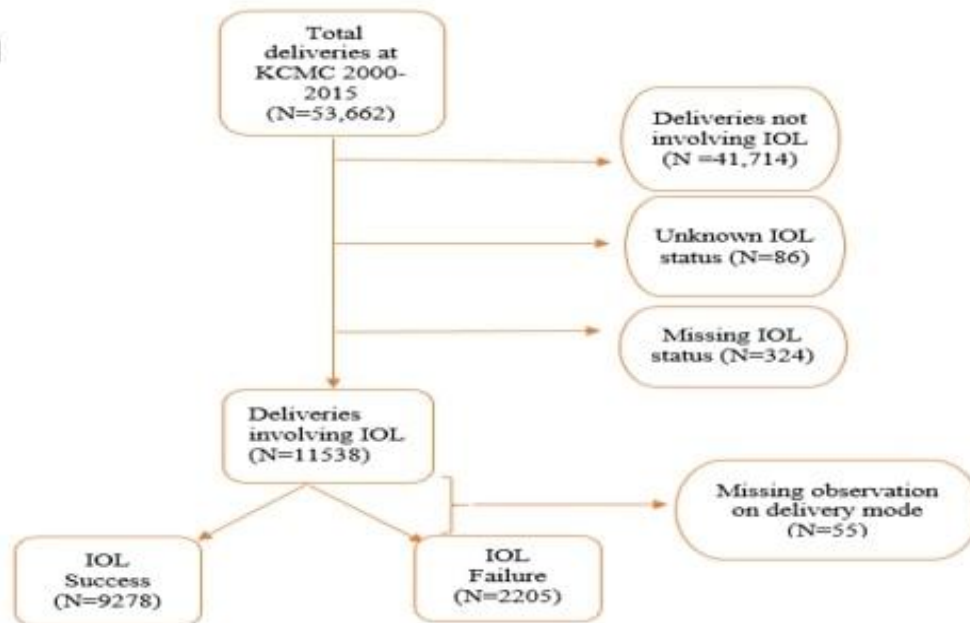 Total
deliveries at
KCMC 2000-
2015
(N=53,662)
Deliveries not
involving IOL
(N =41,714)
Unknown IOL
status (N=86)
Missing IOL
status (N=324)
Deliveries
involving IOL
(N=11538)
Missing observation
on delivery mode
(N=55)
IOL
Success
(N=9278)
IOL
Failure
(N=2205)